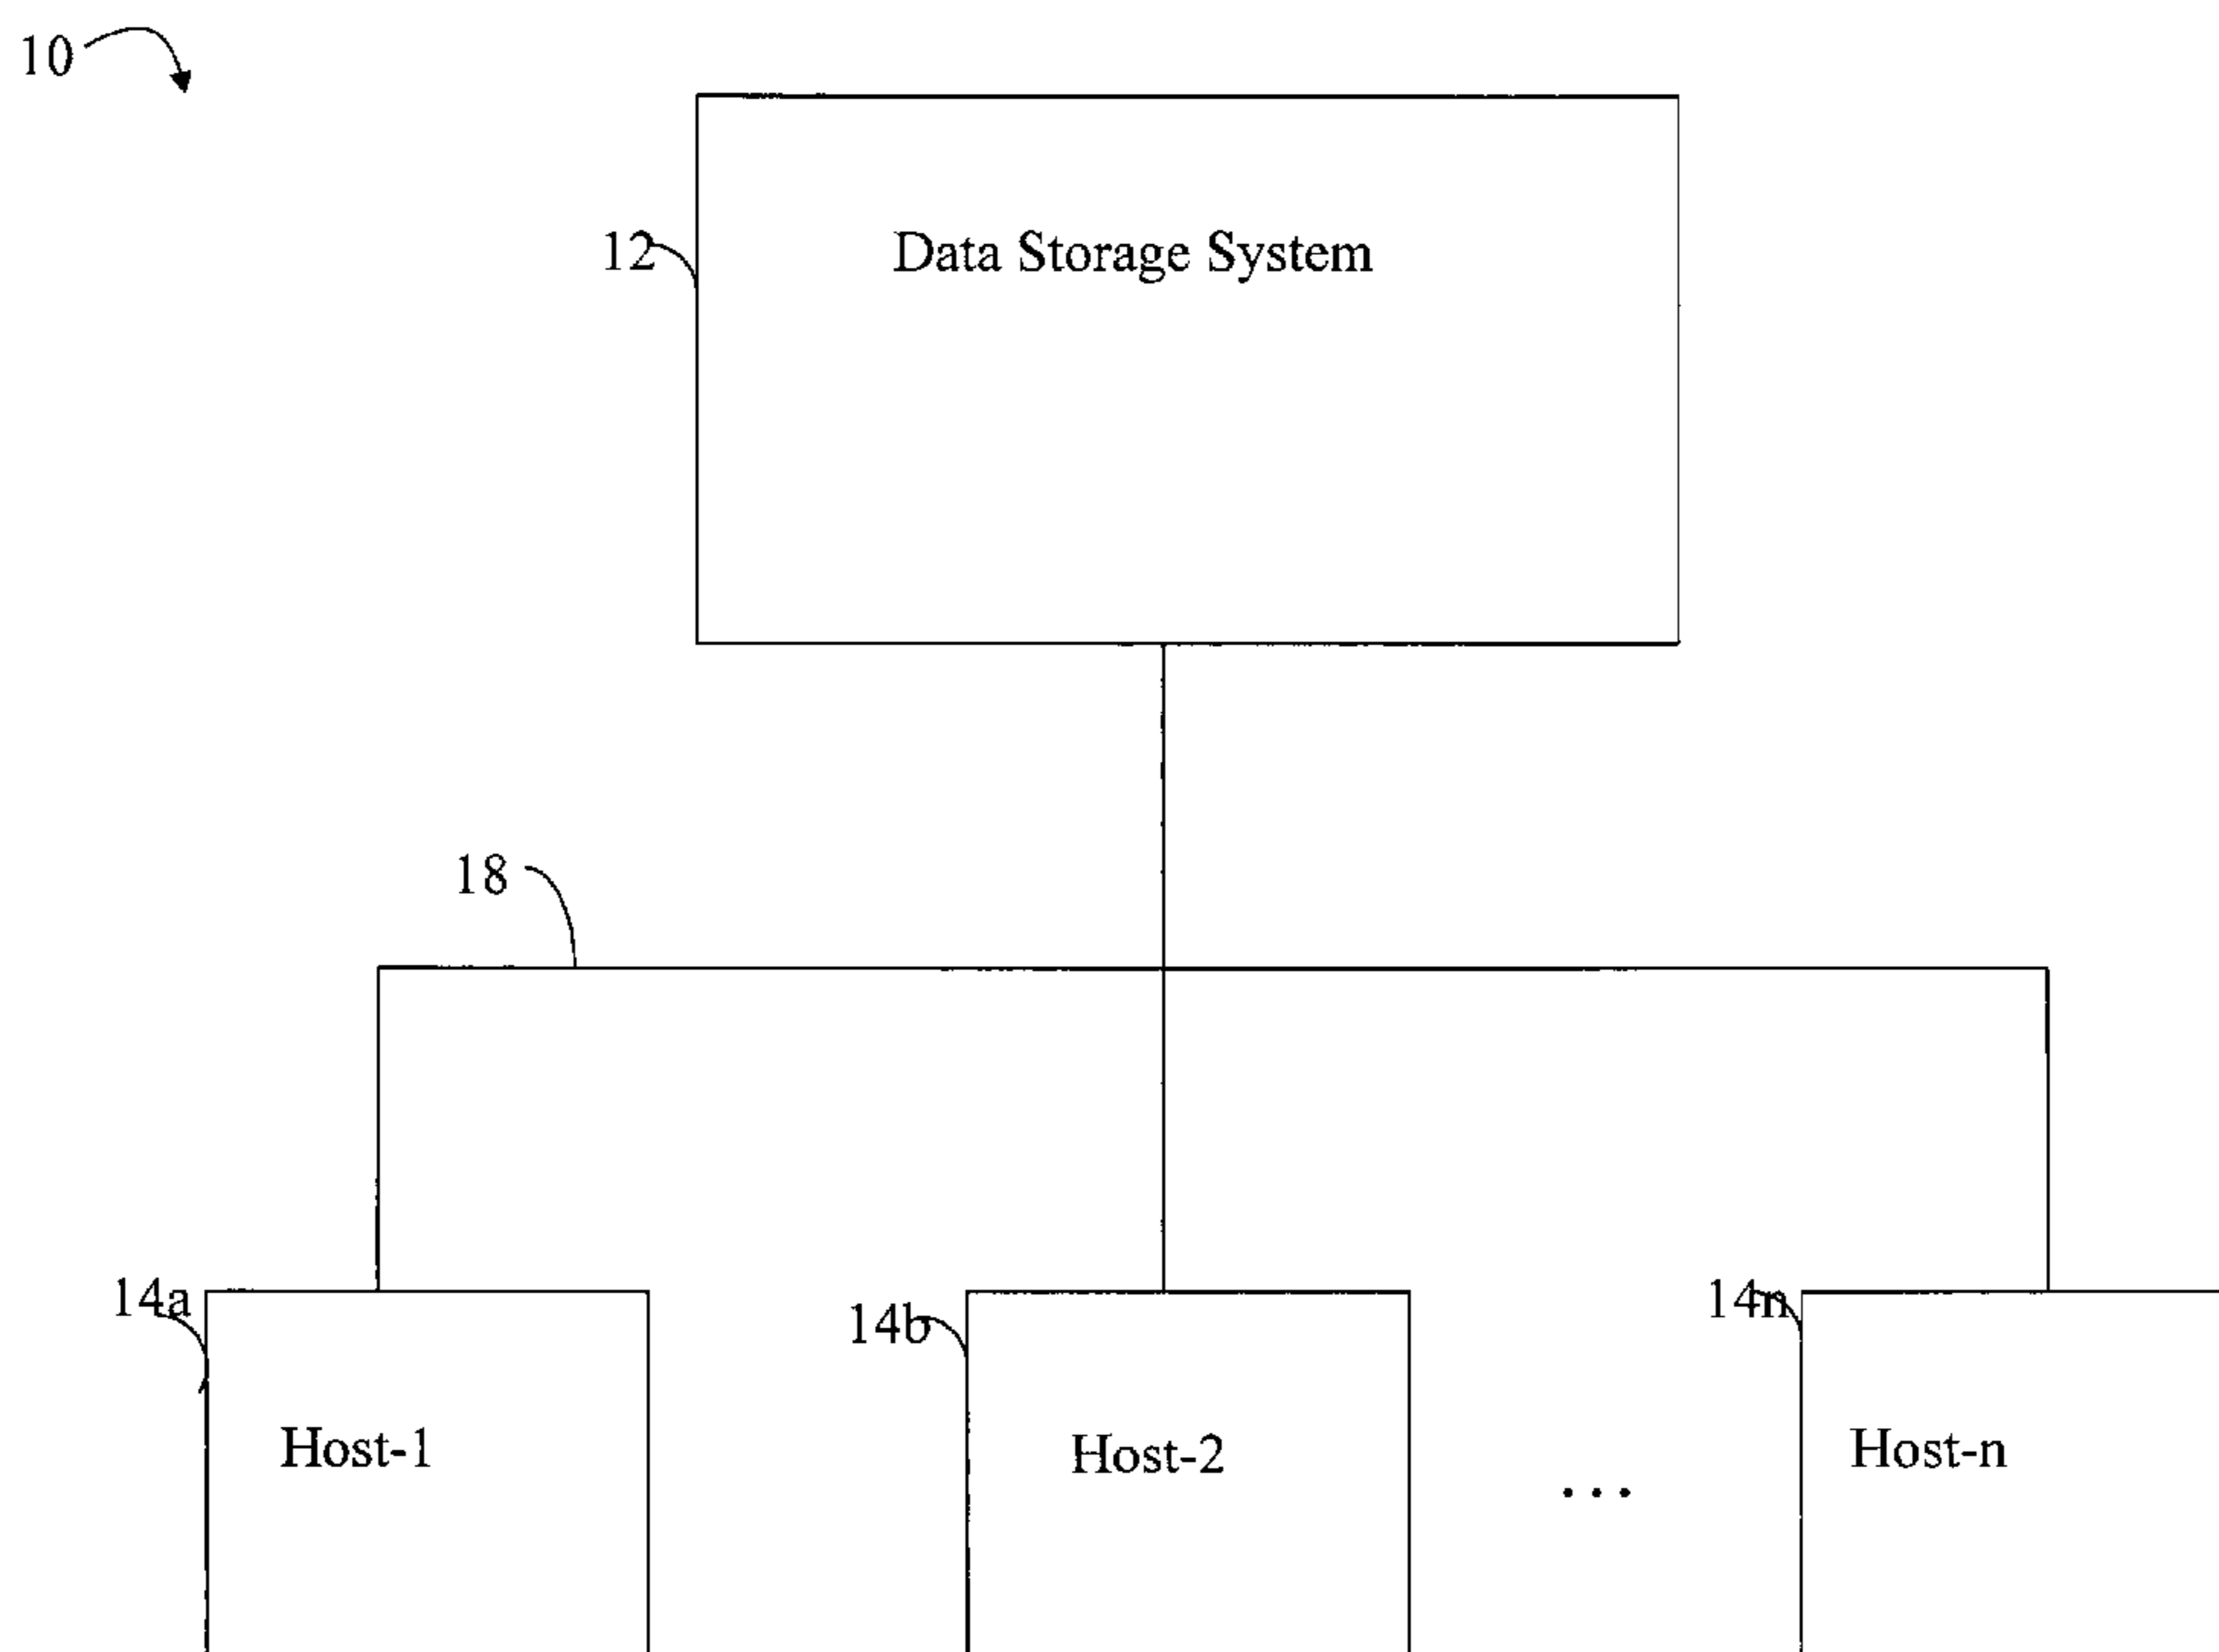 10
12
Data Storage System
18
14a
14b
14n
Host-1
Host-2
...
Host-n